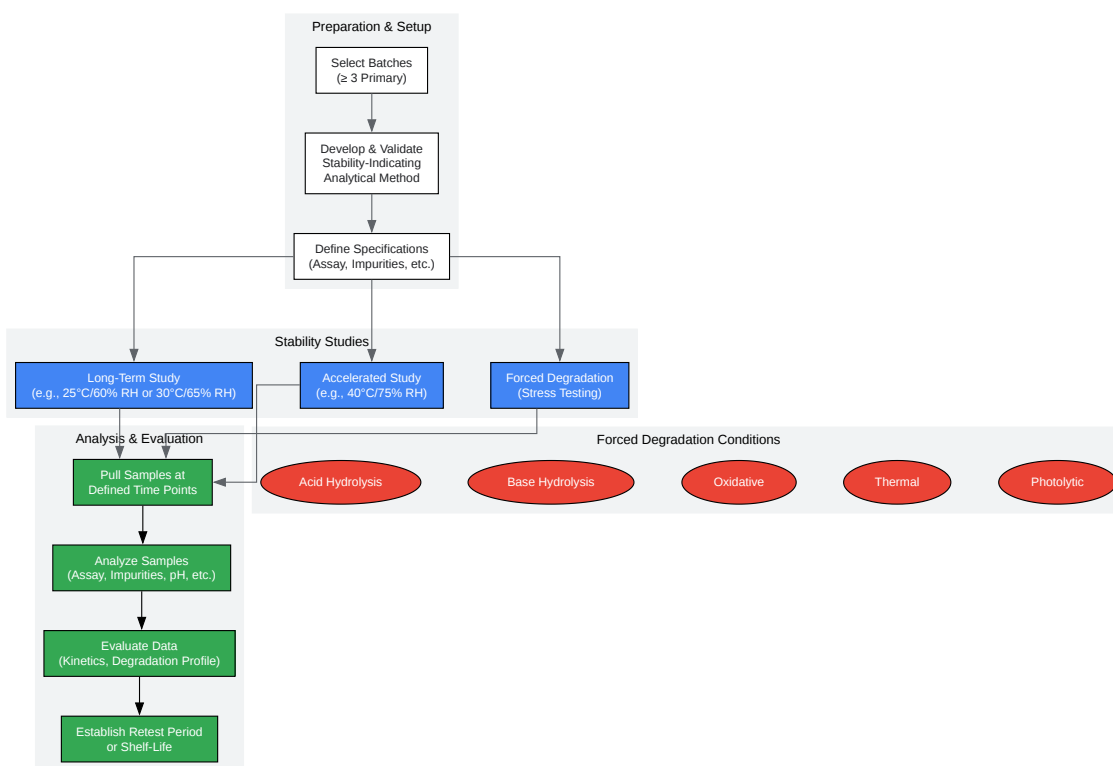 Preparation & Setup
Select Batches
(≥ 3 Primary)
Develop & Validate
Stability-Indicating
Analytical Method
Define Specifications
(Assay, Impurities, etc.)
Stability Studies
Long-Term Study
(e.g., 25°C/60% RH or 30°C/65% RH)
Accelerated Study
(e.g., 40°C/75% RH)
Forced Degradation
(Stress Testing)
Analysis & Evaluation
Forced Degradation Conditions
Pull Samples at
Defined Time Points
Acid Hydrolysis
Base Hydrolysis
Oxidative
Thermal
Photolytic
Analyze Samples
(Assay, Impurities, pH, etc.)
Evaluate Data
(Kinetics, Degradation Profile)
Establish Retest Period
or Shelf-Life